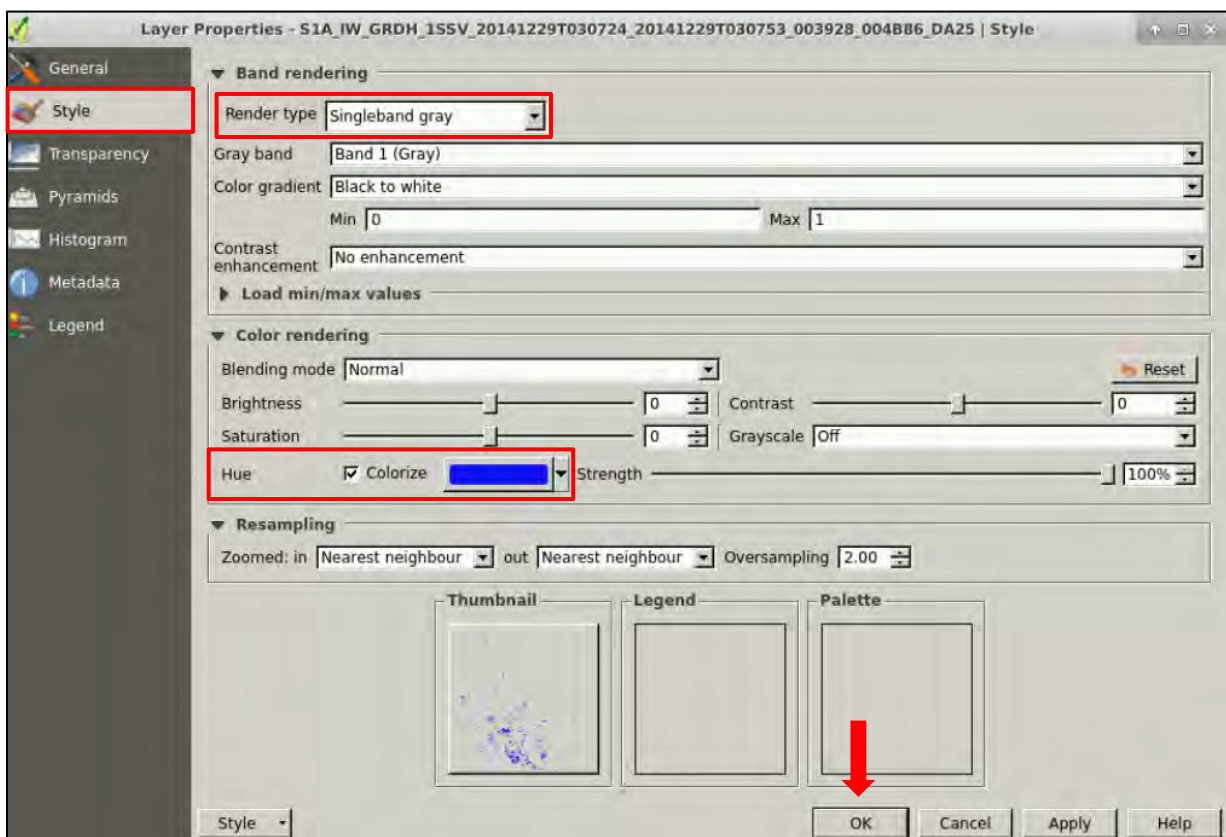 Layer Properties - S1A_IW_GRDH_1SSV_20141229T030724_20141229T030753_003928_004B86_DA25 | Style
General
Style
Transparency
Pyramids
Histogram
Metadata
Legend
Band rendering
Render type Singleband gray
Gray band Band 1 (Gray)
Color gradient Black to white
Min 0 Max 1
Contrast
enhancement No enhancement
Load min/max values
Color rendering
Blending mode Normal Reset
Brightness 0 Contrast 0
Saturation 0 Grayscale Off
Hue Colorize Strength 100%
Resampling
Zoomed: in Nearest neighbour out Nearest neighbour Oversampling 2.00
Thumbnail Legend Palette
Style OK Cancel Apply Help